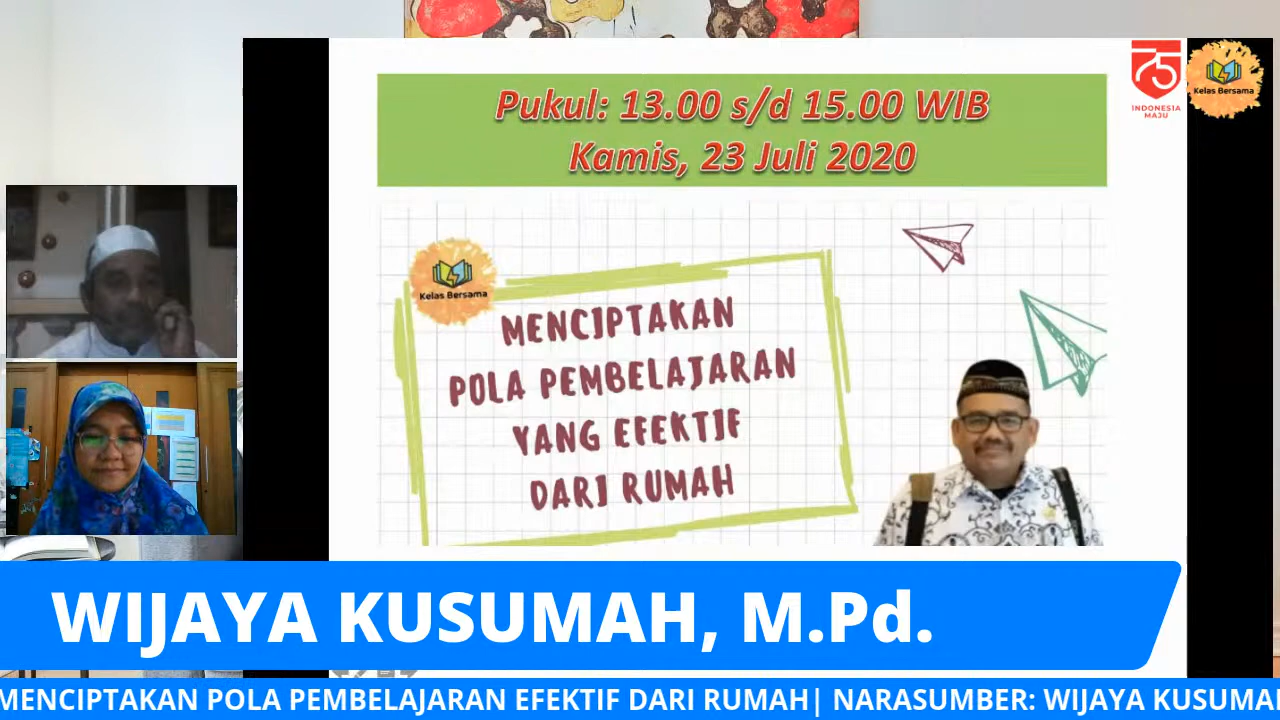 Pukul: 13.00 s/d 15.00 WIB
Kamis, 23 Juli 2020
75
INDONESIA
MAJU
Kelas Bersama
Kelas Bersama
MENCIPTAKAN
POLA PEMBELAJARAN
YANG EFEKTIF
DARI RUMAH
WIJAYA KUSUMAH, M.Pd.
MENCIPTAKAN POLA PEMBELAJARAN EFEKTIF DARI RUMAH| NARASUMBER: WIJAYA KUSUMAH